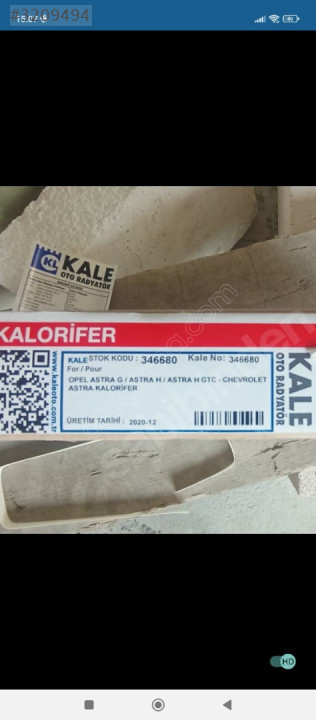 #3209494
KALE
OTO RADYATÖR
KALORİFER
www.kaleoto.com.tr
KALE STOK KODU : 346680 Kale No: 346680
For / Pour
OPEL ASTRA G / ASTRA H / ASTRA H GTC - CHEVROLET
ASTRA KALORİFER
ÜRETİM TARİHİ : 2020-12
KALE
OTO RADYATÖR
HD